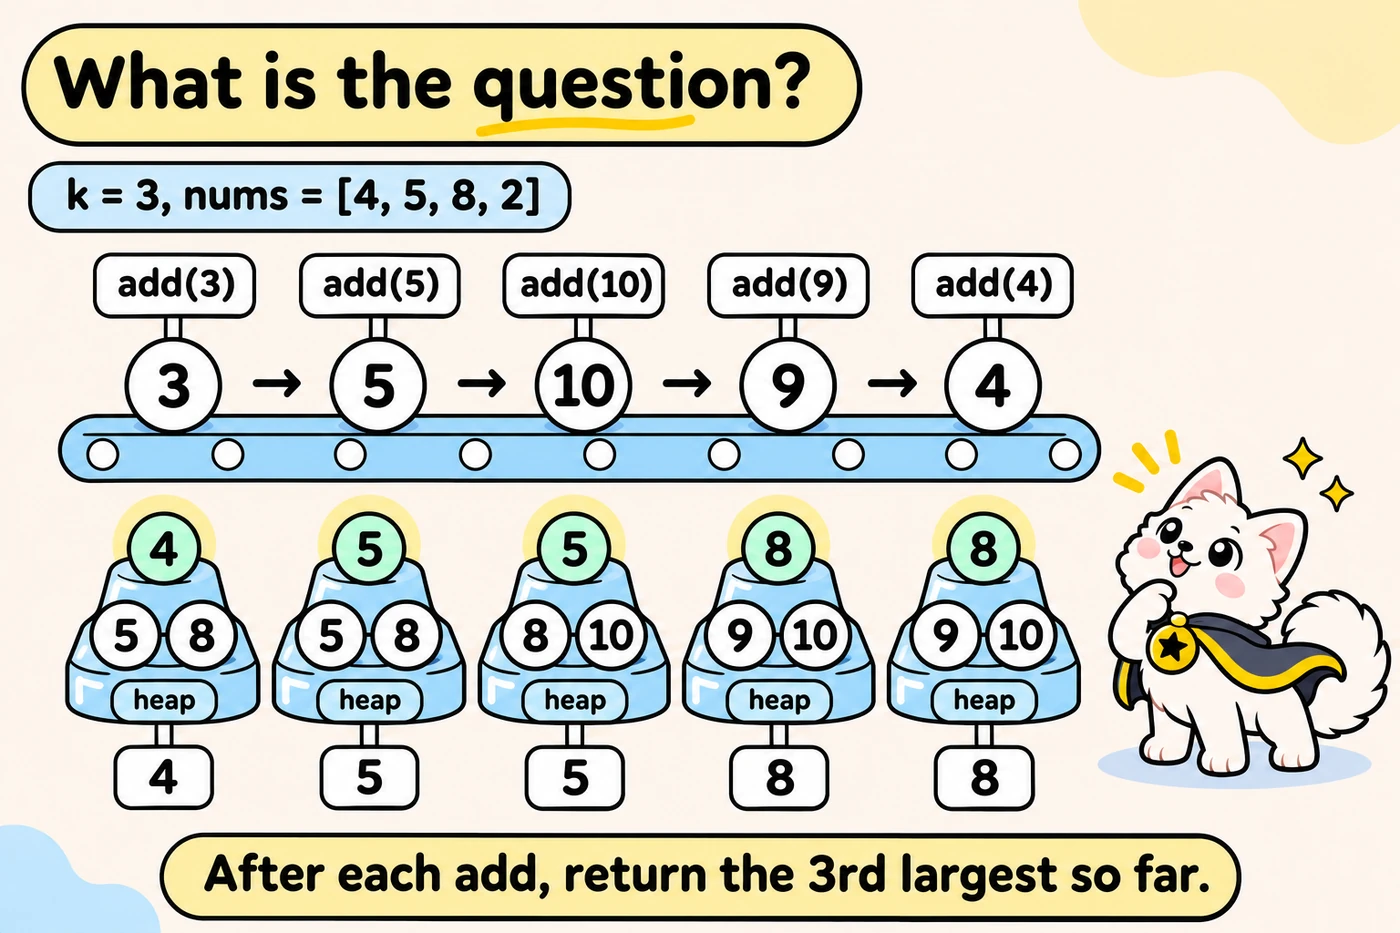 What is the question?
k = 3, nums = [4, 5, 8, 2]
add(3) add(5) add(10) add(9) add(4)
3 → 5 → 10 → 9 → 4
4 5 5 8 8
5 8 5 8 8 10 9 10 9 10
heap heap heap heap heap
4 5 5 8 8
After each add, return the 3rd largest so far.